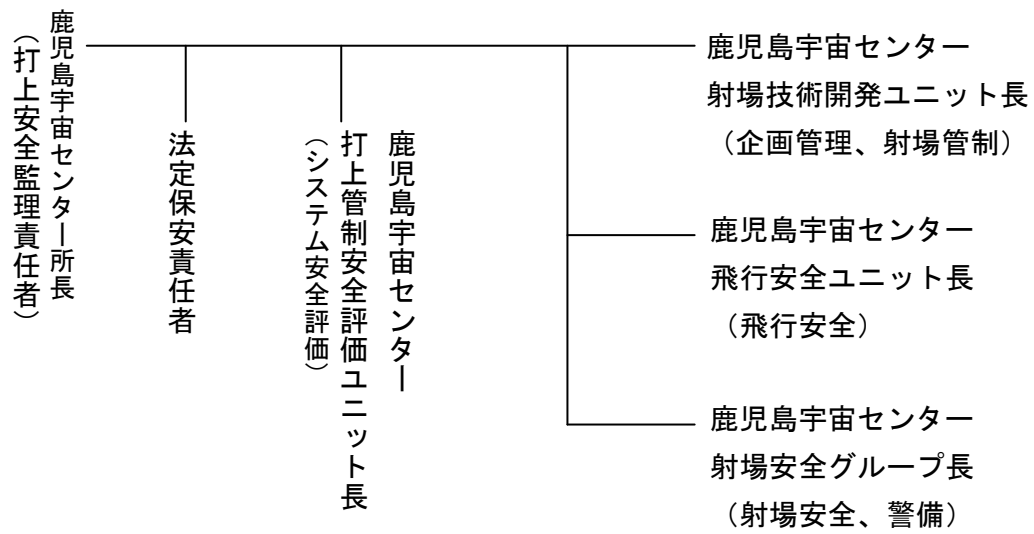 鹿児島宇宙センター所長
（打上安全監理責任者）
法定保安責任者
鹿児島宇宙センター
打上管制安全評価ユニット長
（システム安全評価）
鹿児島宇宙センター
射場技術開発ユニット長
（企画管理、射場管制）
鹿児島宇宙センター
飛行安全ユニット長
（飛行安全）
鹿児島宇宙センター
射場安全グループ長
（射場安全、警備）